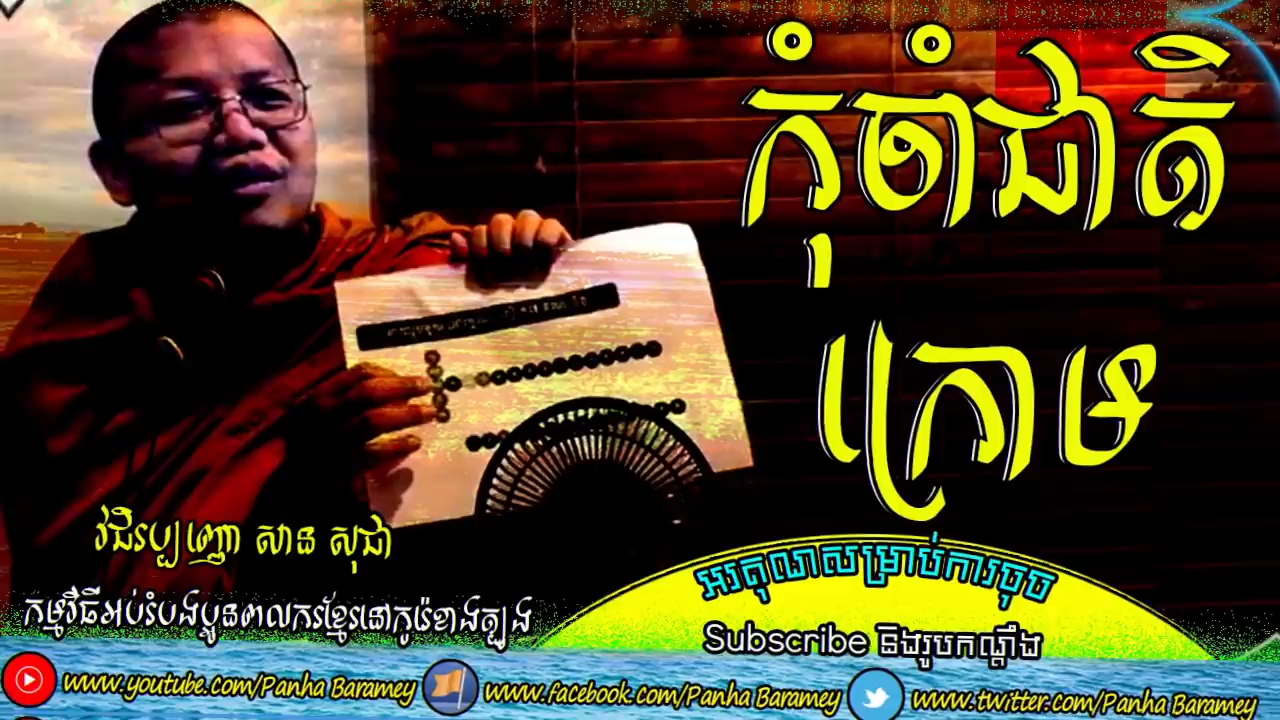 កុំចាំជាតិ
ក្រោម
វជិរប្បញ្ញោ សាន សុជា
កម្មវិធីអប់រំបងប្អូនពលករខ្មែរនៅកូរ៉េខាងត្បូង
អរគុណសម្រាប់ការចុច
Subscribe និងរូបកណ្ដឹង
www.youtube.com/Panha Baramey
www.facebook.com/Panha Baramey
www.twitter.com/Panha Baramey